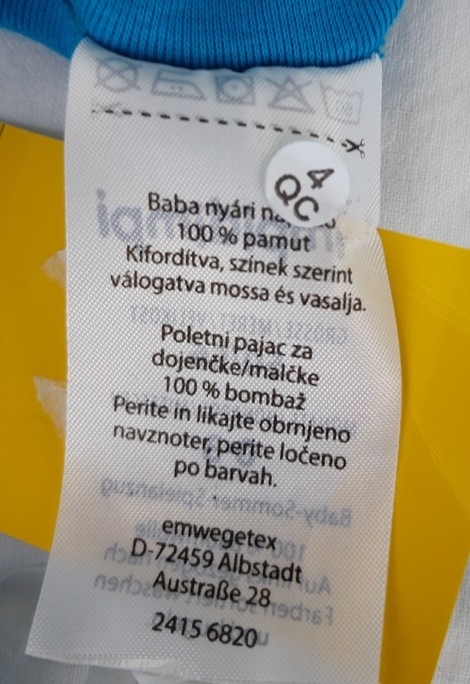 4
QC
Baba nyári
100 % pamut
Kifordítva, színek szerint
válogatva mossa és vasalja.
Poletni pajac za
dojenčke/malčke
100 % bombaž
Perite in likajte obrnjeno
navznoter, perite ločeno
po barvah.
emwegetex
D-72459 Albstadt
Austraße 28
2415 6820